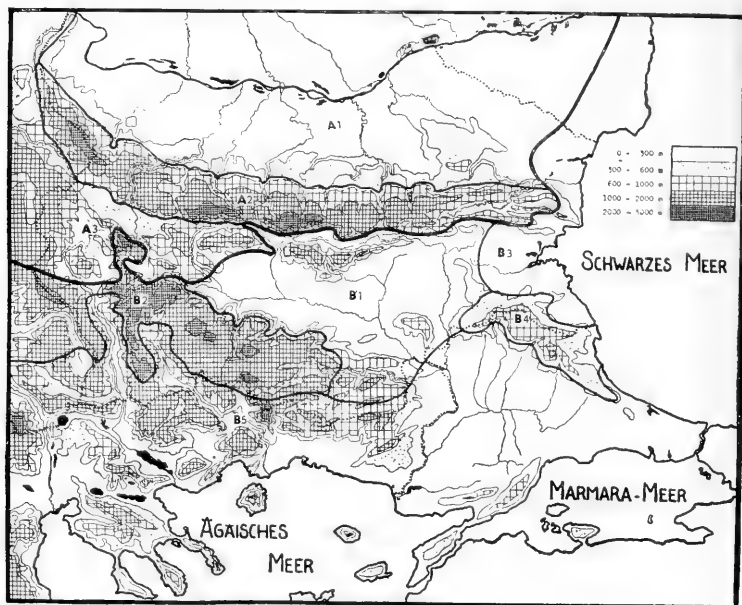 A1
0 - 300 m
300 - 600 m
600 - 1000 m
1000 - 2000 m
2000 - 3000 m
A2
A3
B3
SCHWARZES MEER
B2
B1
B4
B5
MARMARA-MEER
ÄGÄISCHES
MEER